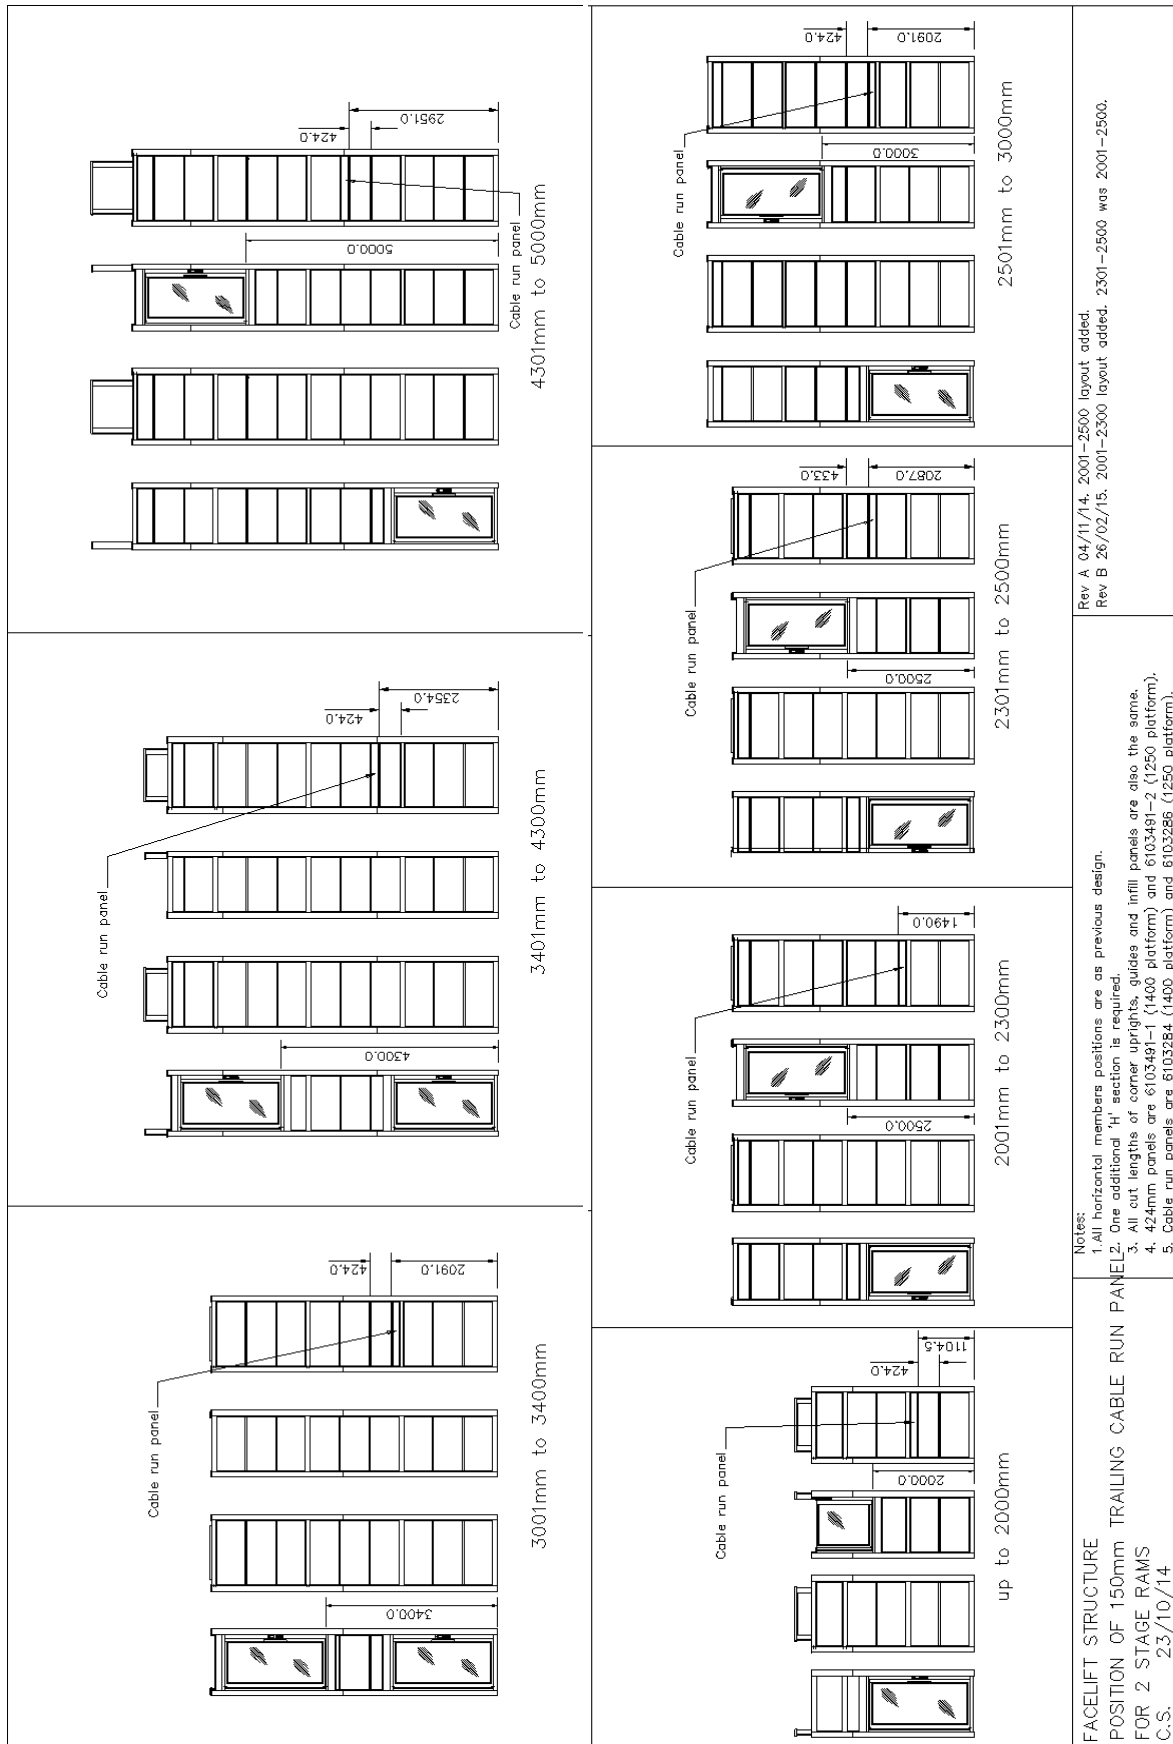 2951.0
424.0
5000.0
Cable run panel
4301mm to 5000mm
2354.0
424.0
Cable run panel
4300.0
3401mm to 4300mm
2091.0
424.0
Cable run panel
3400.0
3001mm to 3400mm
2091.0
424.0
Cable run panel
3000.0
2501mm to 3000mm
2087.0
433.0
Cable run panel
2500.0
2301mm to 2500mm
1490.0
Cable run panel
2500.0
2001mm to 2300mm
1104.5
424.0
Cable run panel
2000.0
up to 2000mm
Rev A 04/11/14. 2001-2500 layout added.
Rev B 26/02/15. 2001-2300 layout added. 2301-2500 was 2001-2500.
Notes:
1.All horizontal members positions are as previous design.
2. One additional 'H' section is required.
3. All cut lengths of corner uprights, guides and infill panels are also the same.
4. 424mm panels are 6103491-1 (1400 platform) and 6103491-2 (1250 platform).
5. Cable run panels are 6103284 (1400 platform) and 6103286 (1250 platform).
FACELIFT STRUCTURE
POSITION OF 150mm TRAILING CABLE RUN PANEL
FOR 2 STAGE RAMS
C.S. 23/10/14